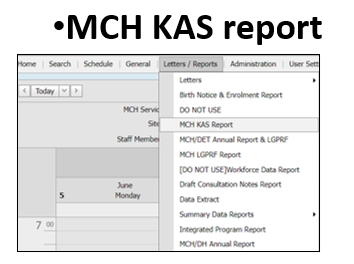 •MCH KAS report
Home Search Schedule General Letters / Reports Administration User Sett
Letters
Today
Birth Notice & Enrolment Report
DO NOT USE
MCH Servic
MCH KAS Report
Site
Staff Member
MCH/DET Annual Report & LGPRF
MCH LGPRF Report
[DO NOT USE]Workforce Data Report
June
Draft Consultation Notes Report
5 Monday
Data Extract
Summary Data Reports
7 00
Integrated Program Report
MCH/DH Annual Report